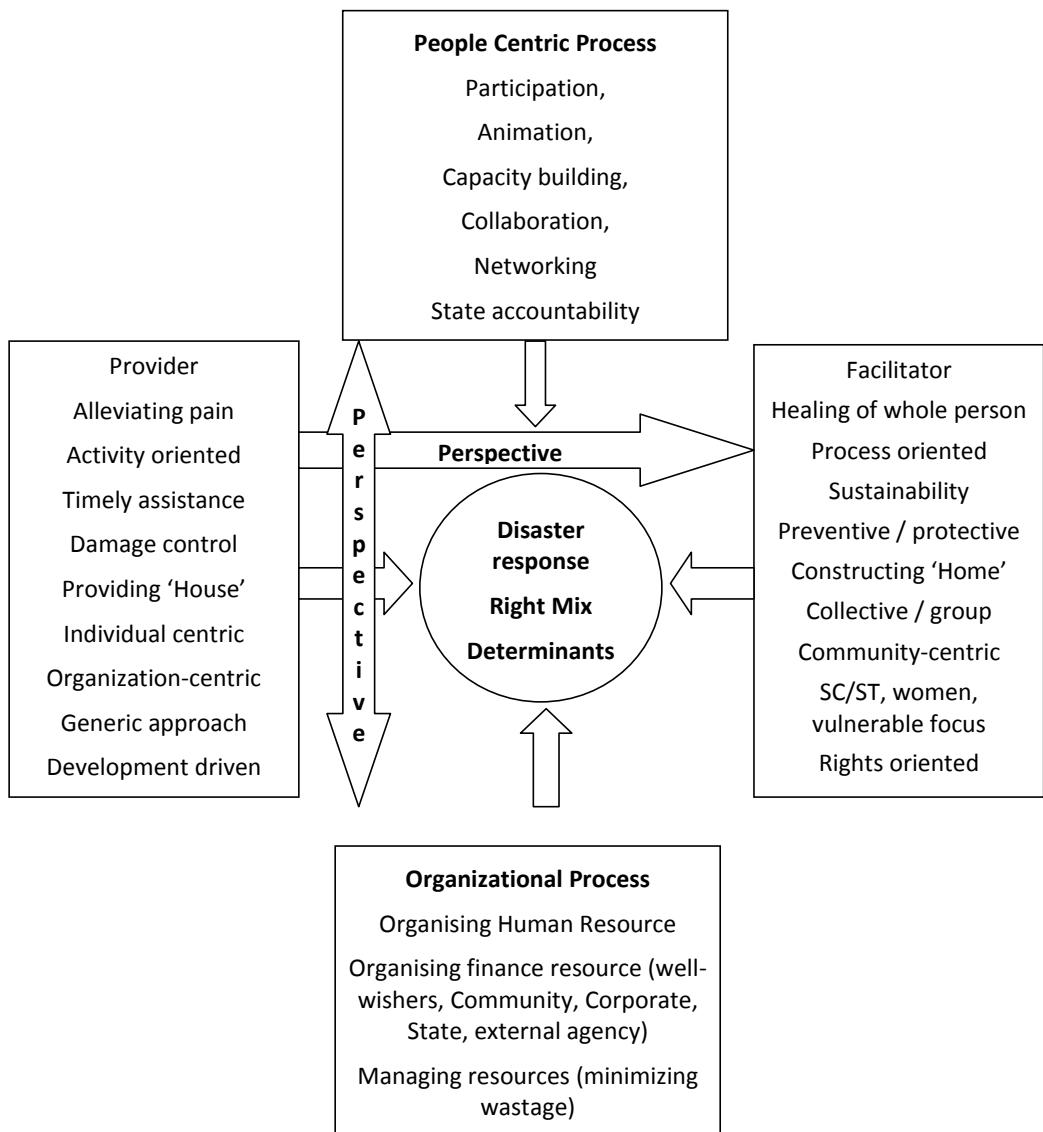 People Centric Process
Participation,
Animation,
Capacity building,
Collaboration,
Networking
State accountability
Provider
Alleviating pain
Activity oriented
Timely assistance
Damage control
Providing ‘House’
Individual centric
Organization-centric
Generic approach
Development driven
Perspective
Perspective
Disaster
response
Right Mix
Determinants
Facilitator
Healing of whole person
Process oriented
Sustainability
Preventive / protective
Constructing ‘Home’
Collective / group
Community-centric
SC/ST, women,
vulnerable focus
Rights oriented
Organizational Process
Organising Human Resource
Organising finance resource (well-
wishers, Community, Corporate,
State, external agency)
Managing resources (minimizing
wastage)